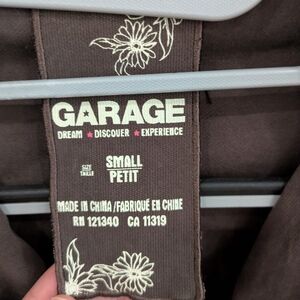 GARAGE
DREAM ★ DISCOVER ★ EXPERIENCE
SIZE
TAILLE
SMALL
PETIT
MADE IN CHINA/FABRIQUÉ EN CHINE
RN 121340 CA 11319